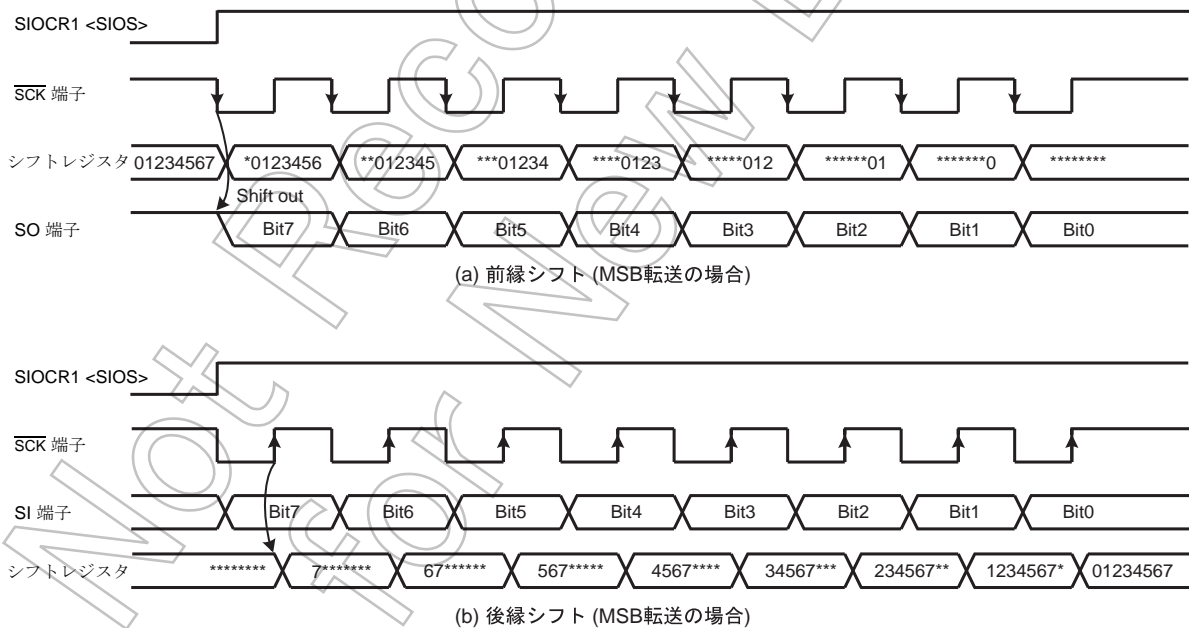 SIOCR1 <SIOS>
SCK 端子
シフトレジスタ 01234567 *0123456 **012345 ***01234 ****0123 *****012 ******01 *******0 ********
Shift out
SO 端子 Bit7 Bit6 Bit5 Bit4 Bit3 Bit2 Bit1 Bit0
(a) 前縁シフト (MSB転送の場合)
SIOCR1 <SIOS>
SCK 端子
SI 端子 Bit7 Bit6 Bit5 Bit4 Bit3 Bit2 Bit1 Bit0
シフトレジスタ ******** 7******* 67****** 567***** 4567**** 34567*** 234567** 1234567* 01234567
(b) 後縁シフト (MSB転送の場合)
Not Reco
for New D